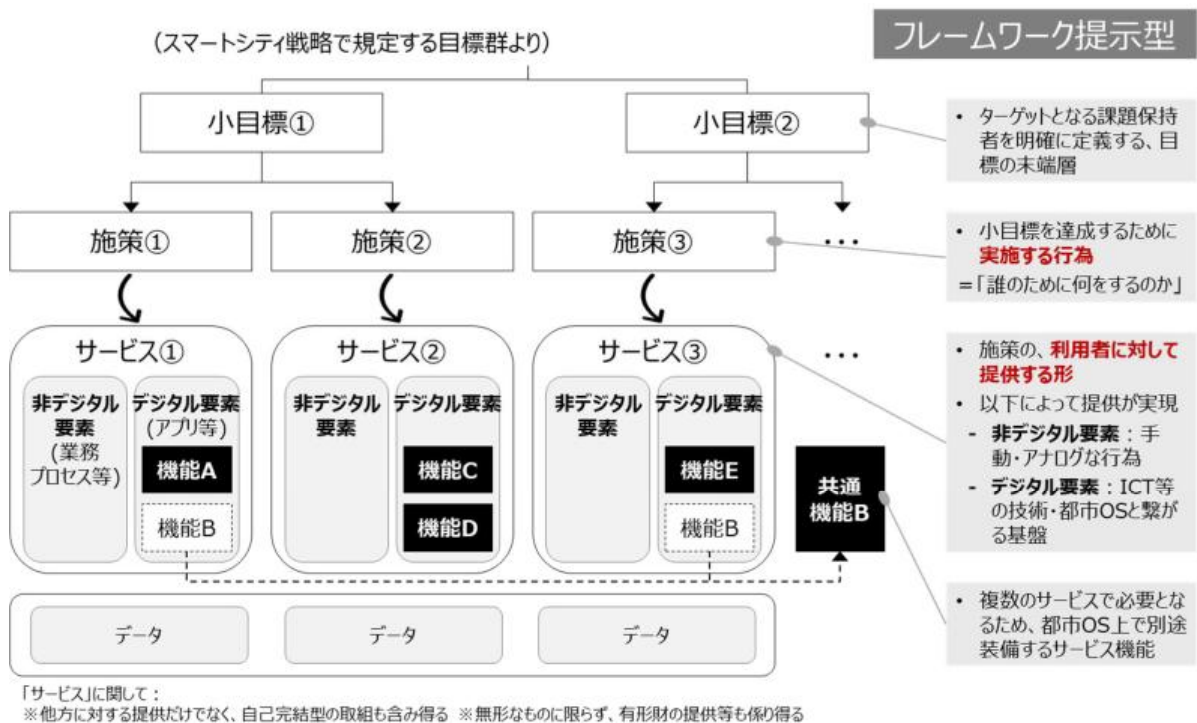 (スマートシティ戦略で規定する目標群より)
フレームワーク提示型
小目標①
小目標②
・ ターゲットとなる課題保持
者を明確に定義する、目
標の末端層
施策①
施策②
施策③
…
・ 小目標を達成するために
実施する行為
=「誰のために何をするのか」
サービス①
非デジタル
要素
(業務
プロセス等)
デジタル要素
(アプリ等)
機能A
機能B
サービス②
非デジタル
要素
デジタル要素
機能C
機能D
サービス③
非デジタル
要素
デジタル要素
機能E
機能B
…
共通
機能B
・ 施策の、利用者に対して
提供する形
・ 以下によって提供が実現
- 非デジタル要素:手
動・アナログな行為
- デジタル要素:ICT等
の技術・都市OSと繋が
る基盤
・ 複数のサービスで必要とな
るため、都市OS上で別途
装備するサービス機能
データ
データ
データ
「サービス」に関して:
※他方に対する提供だけでなく、自己完結型の取組も含み得る ※無形なものに限らず、有形財の提供等も係り得る